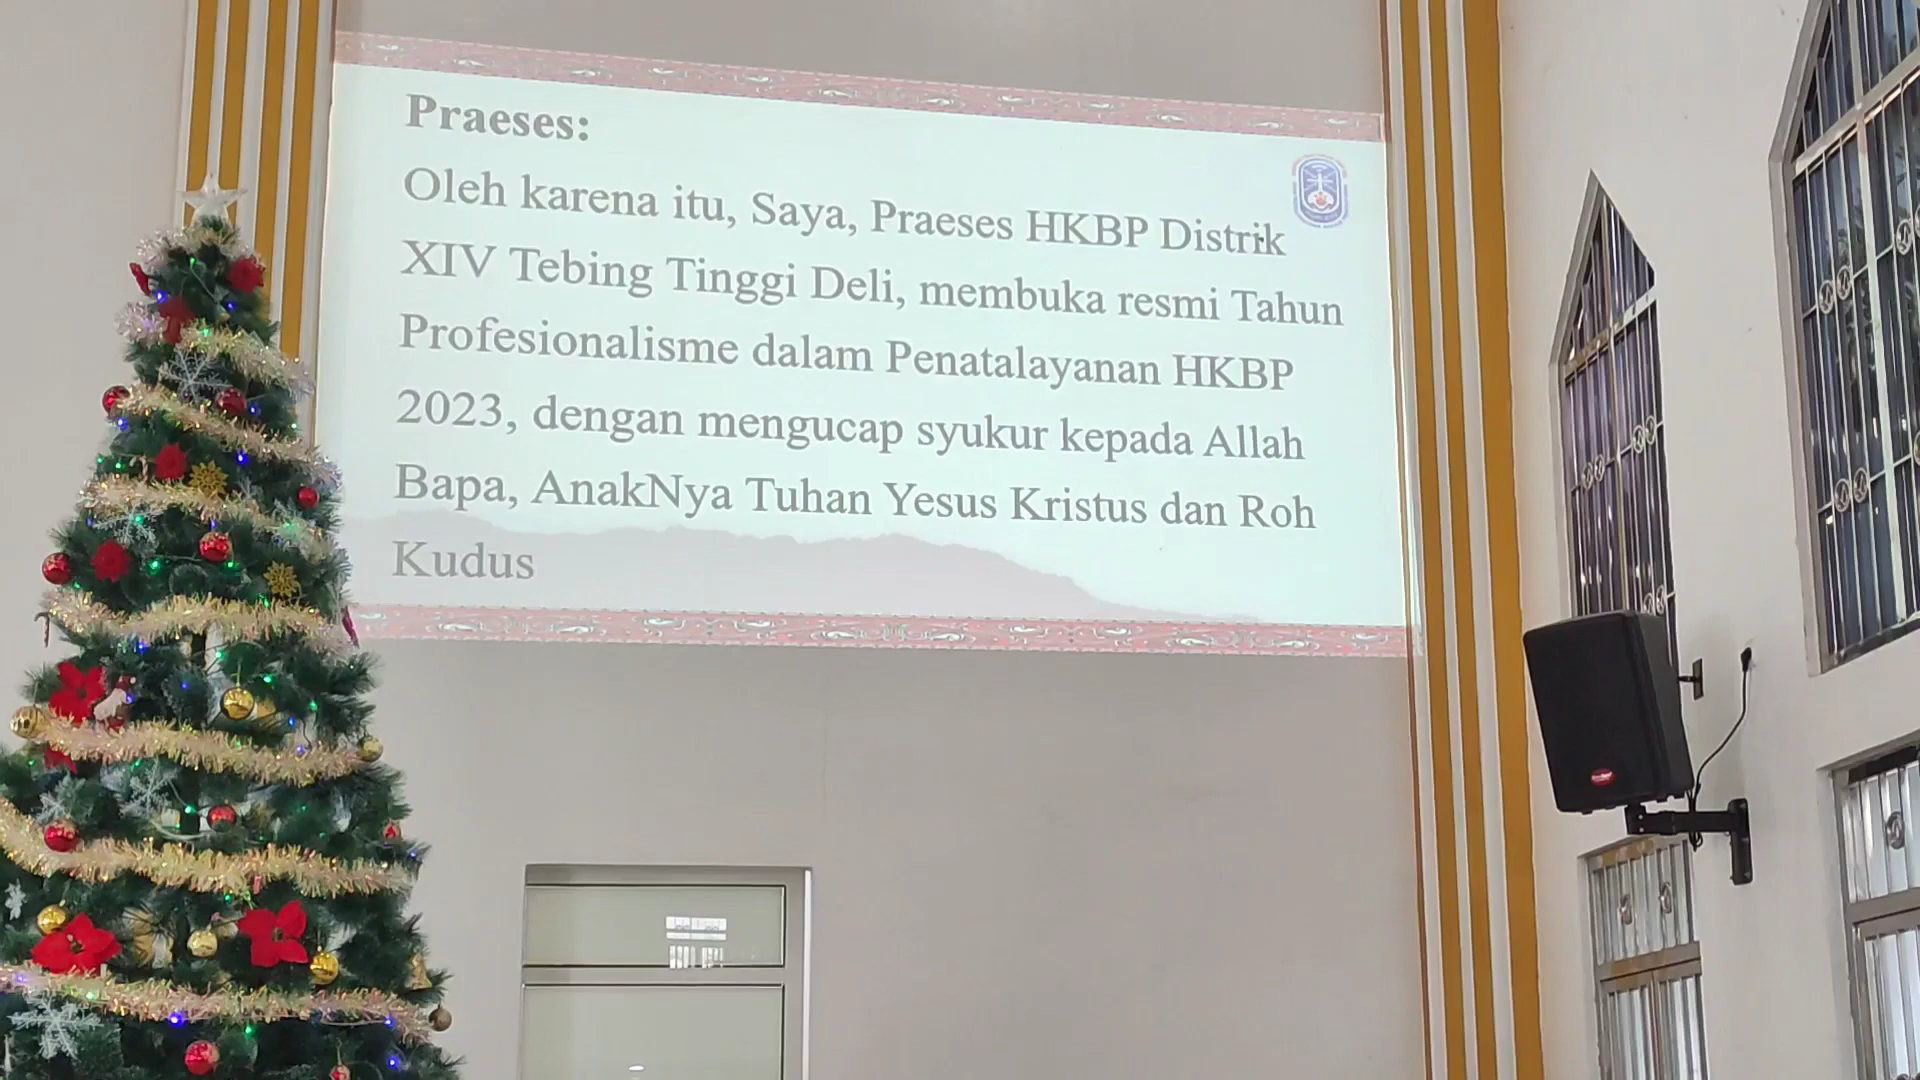 Praeses:
Oleh karena itu, Saya, Praeses HKBP Distrik
XIV Tebing Tinggi Deli, membuka resmi Tahun
Profesionalisme dalam Penatalayanan HKBP
2023, dengan mengucap syukur kepada Allah
Bapa, AnakNya Tuhan Yesus Kristus dan Roh
Kudus